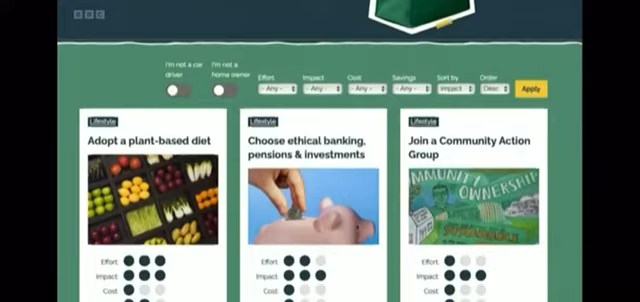 BBC
I'm not a car driver
I'm not a home owner
Effort
- Any -
Impact
- Any -
Cost
- Any -
Savings
- Any -
Sort by
Impact
Order
Desc
Apply
Lifestyle
Adopt a plant-based diet
Effort
Impact
Cost
Lifestyle
Choose ethical banking,
pensions & investments
Effort
Impact
Cost
Lifestyle
Join a Community Action
Group
MMUNITY
OWNERSHIP
Effort
Impact
Cost